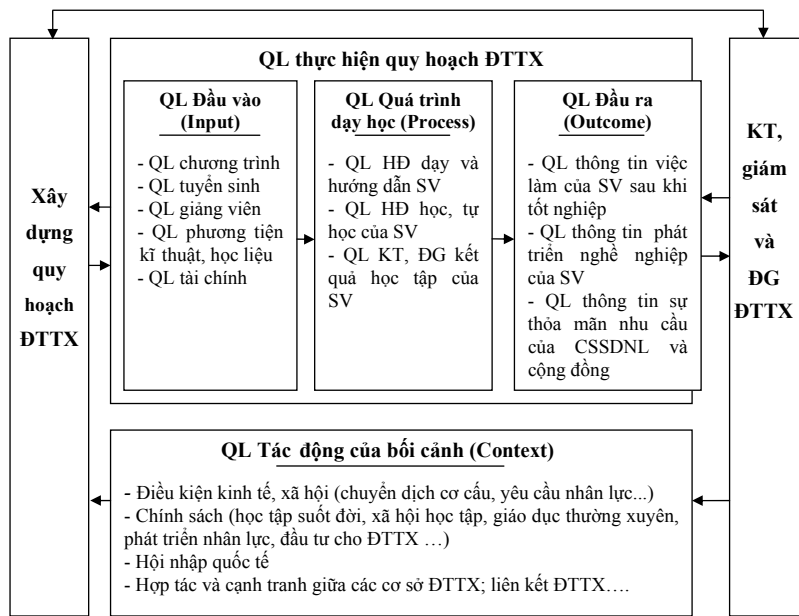 Xây
dựng
quy
hoạch
ĐTTX
QL thực hiện quy hoạch ĐTTX
QL Đầu vào
(Input)
- QL chương trình
- QL tuyển sinh
- QL giảng viên
- QL phương tiện
kĩ thuật, học liệu
- QL tài chính
QL Quá trình
dạy học (Process)
- QL HĐ dạy và
hướng dẫn SV
- QL HĐ học, tự
học của SV
- QL KT, ĐG kết
quả học tập của
SV
QL Đầu ra
(Outcome)
- QL thông tin việc
làm của SV sau khi
tốt nghiệp
- QL thông tin phát
triển nghề nghiệp
của SV
- QL thông tin sự
thỏa mãn nhu cầu
của CSSDNL và
cộng đồng
KT,
giám
sát
và
ĐG
ĐTTX
QL Tác động của bối cảnh (Context)
- Điều kiện kinh tế, xã hội (chuyển dịch cơ cấu, yêu cầu nhân lực...)
- Chính sách (học tập suốt đời, xã hội học tập, giáo dục thường xuyên,
phát triển nhân lực, đầu tư cho ĐTTX …)
- Hội nhập quốc tế
- Hợp tác và cạnh tranh giữa các cơ sở ĐTTX; liên kết ĐTTX….